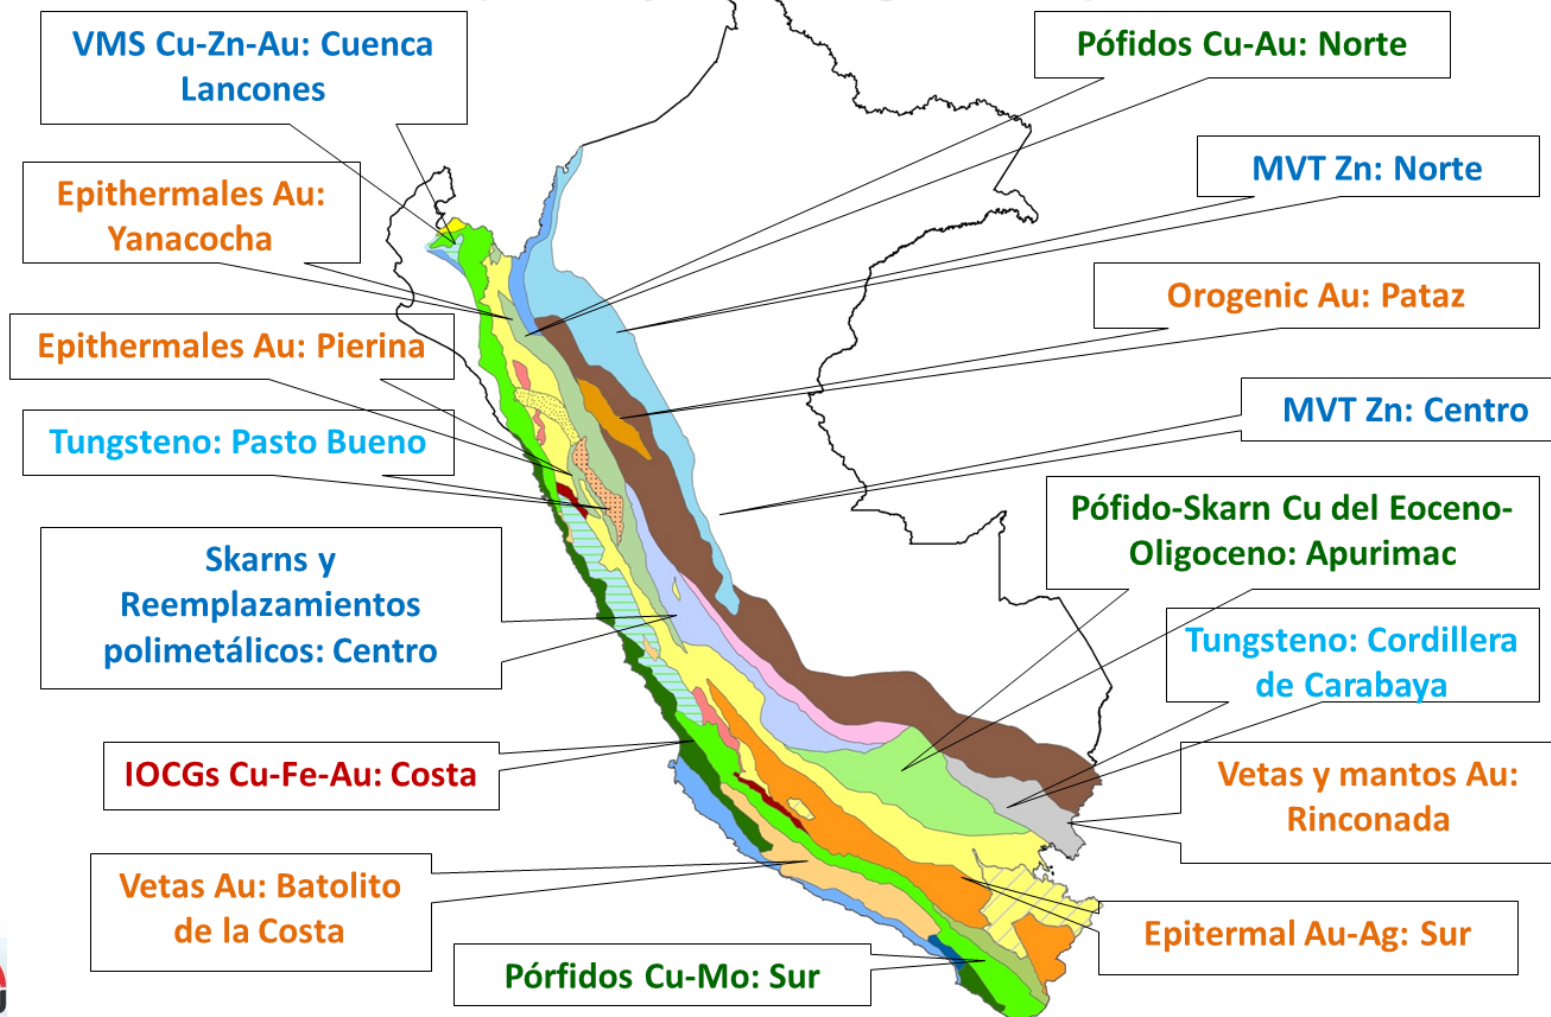 VMS Cu-Zn-Au: Cuenca
Lancones
Epithermales Au:
Yanacocha
Epithermales Au: Pierina
Tungsteno: Pasto Bueno
Skarns y
Reemplazamientos
polimetálicos: Centro
IOCGs Cu-Fe-Au: Costa
Vetas Au: Batolito
de la Costa
Pórfidos Cu-Mo: Sur
Pófidos Cu-Au: Norte
MVT Zn: Norte
Orogenic Au: Pataz
MVT Zn: Centro
Pófido-Skarn Cu del Eoceno-
Oligoceno: Apurimac
Tungsteno: Cordillera
de Carabaya
Vetas y mantos Au:
Rinconada
Epitermal Au-Ag: Sur